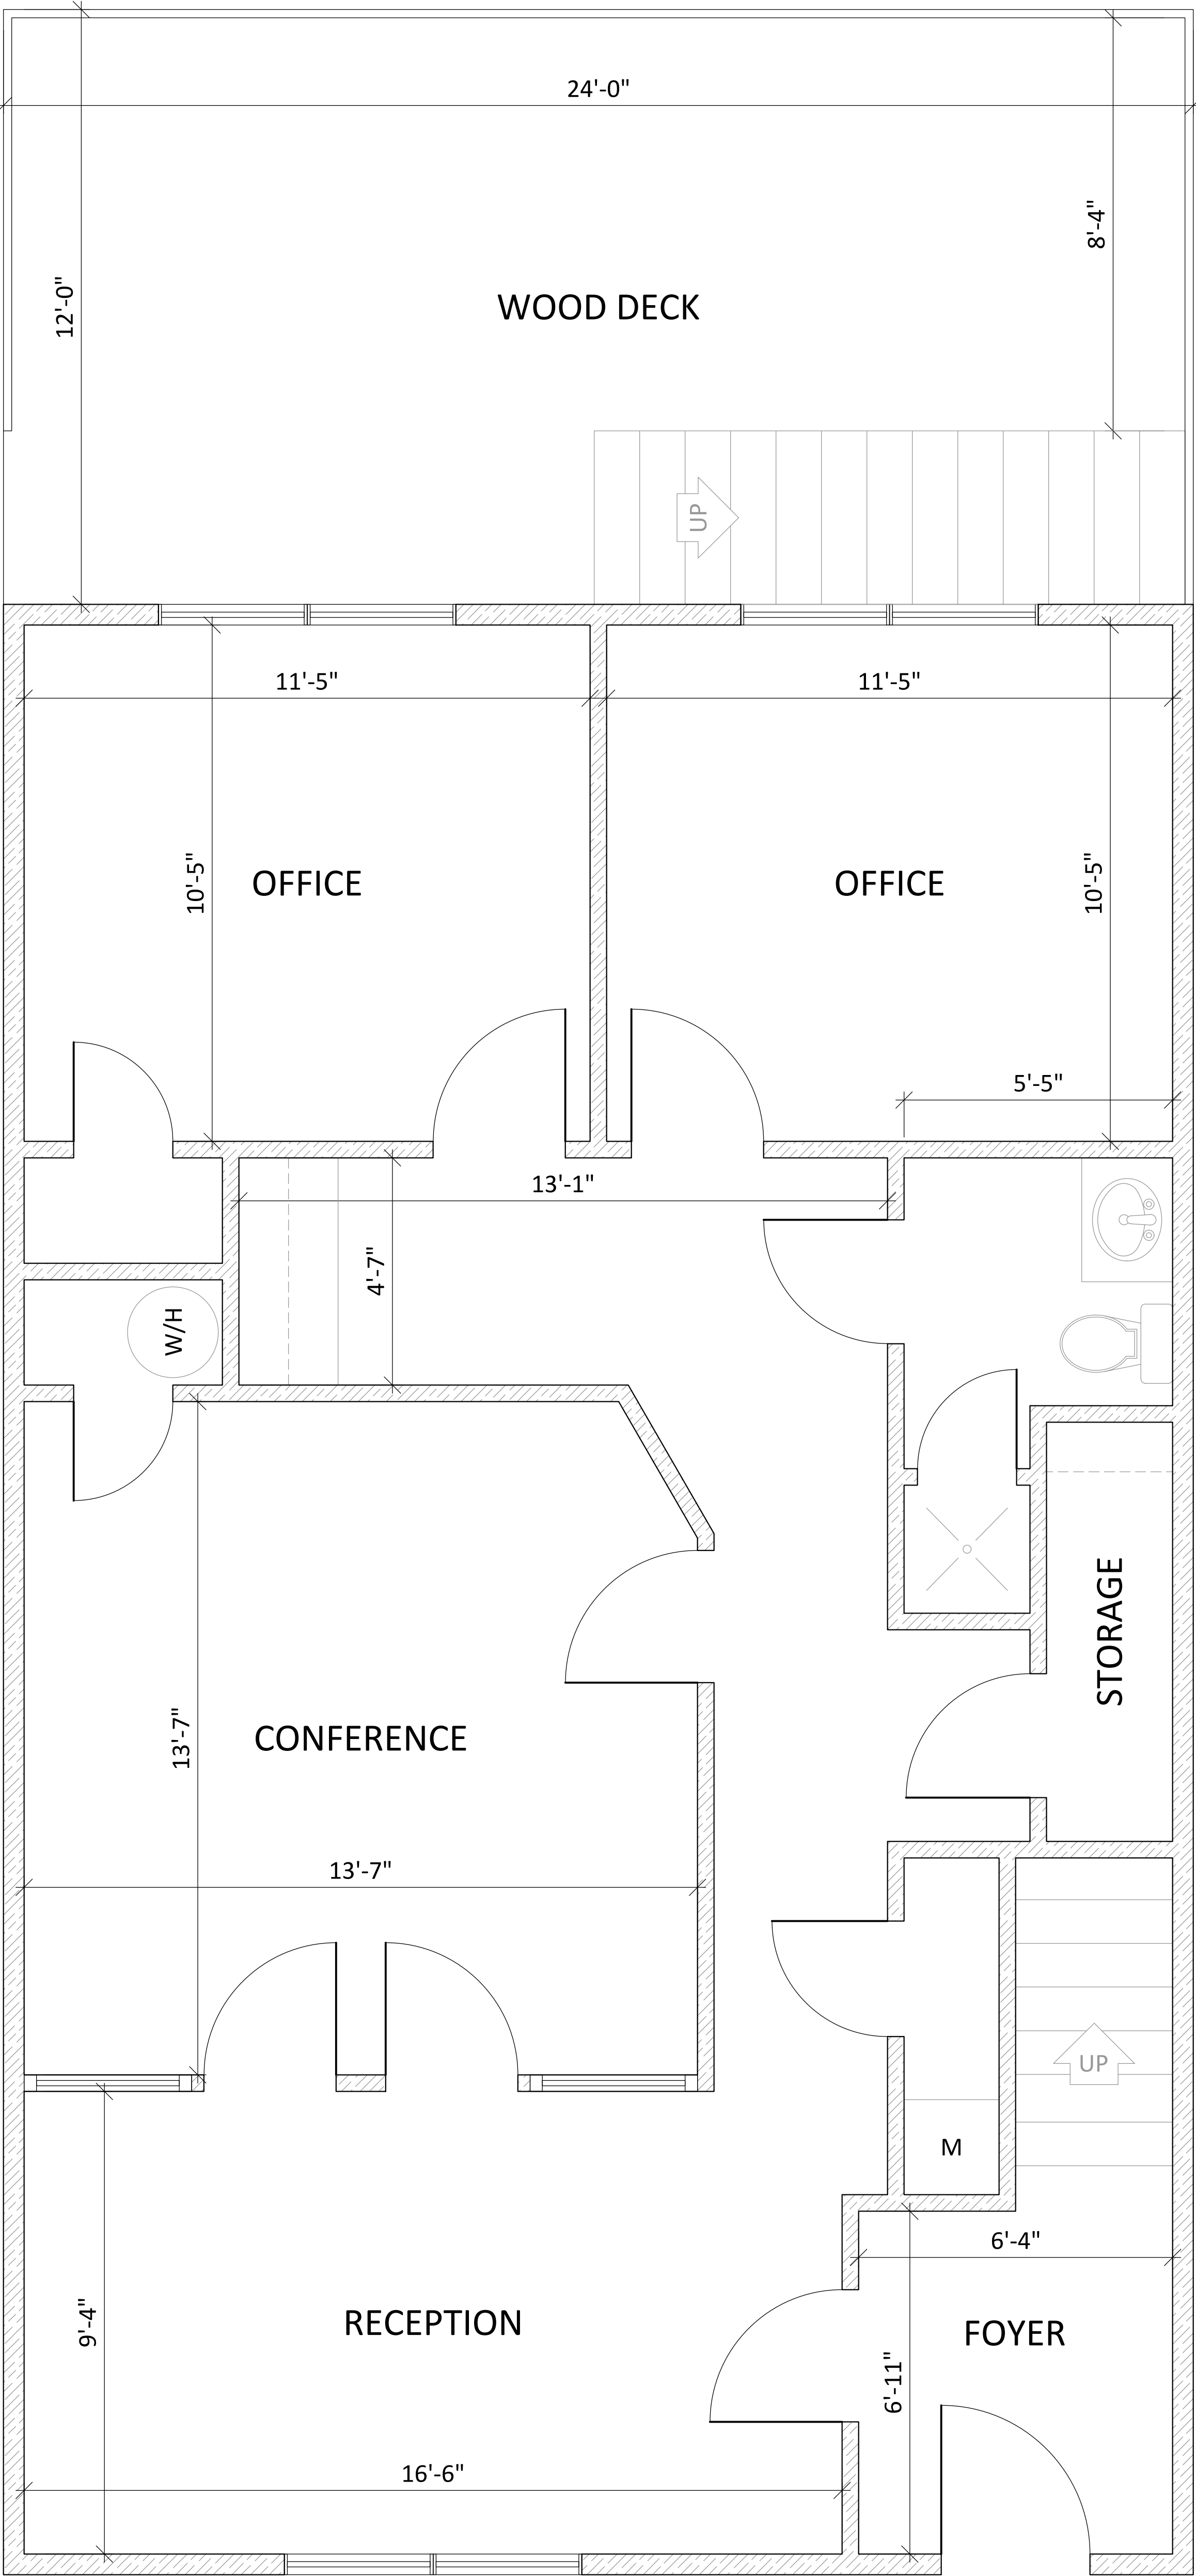 24'-0"
8'-4"
12'-0"
WOOD DECK
UP
11'-5"
11'-5"
10'-5"
OFFICE
OFFICE
10'-5"
5'-5"
13'-1"
4'-7"
W/H
STORAGE
13'-7"
CONFERENCE
13'-7"
UP
M
6'-4"
9'-4"
RECEPTION
FOYER
6'-11"
16'-6"